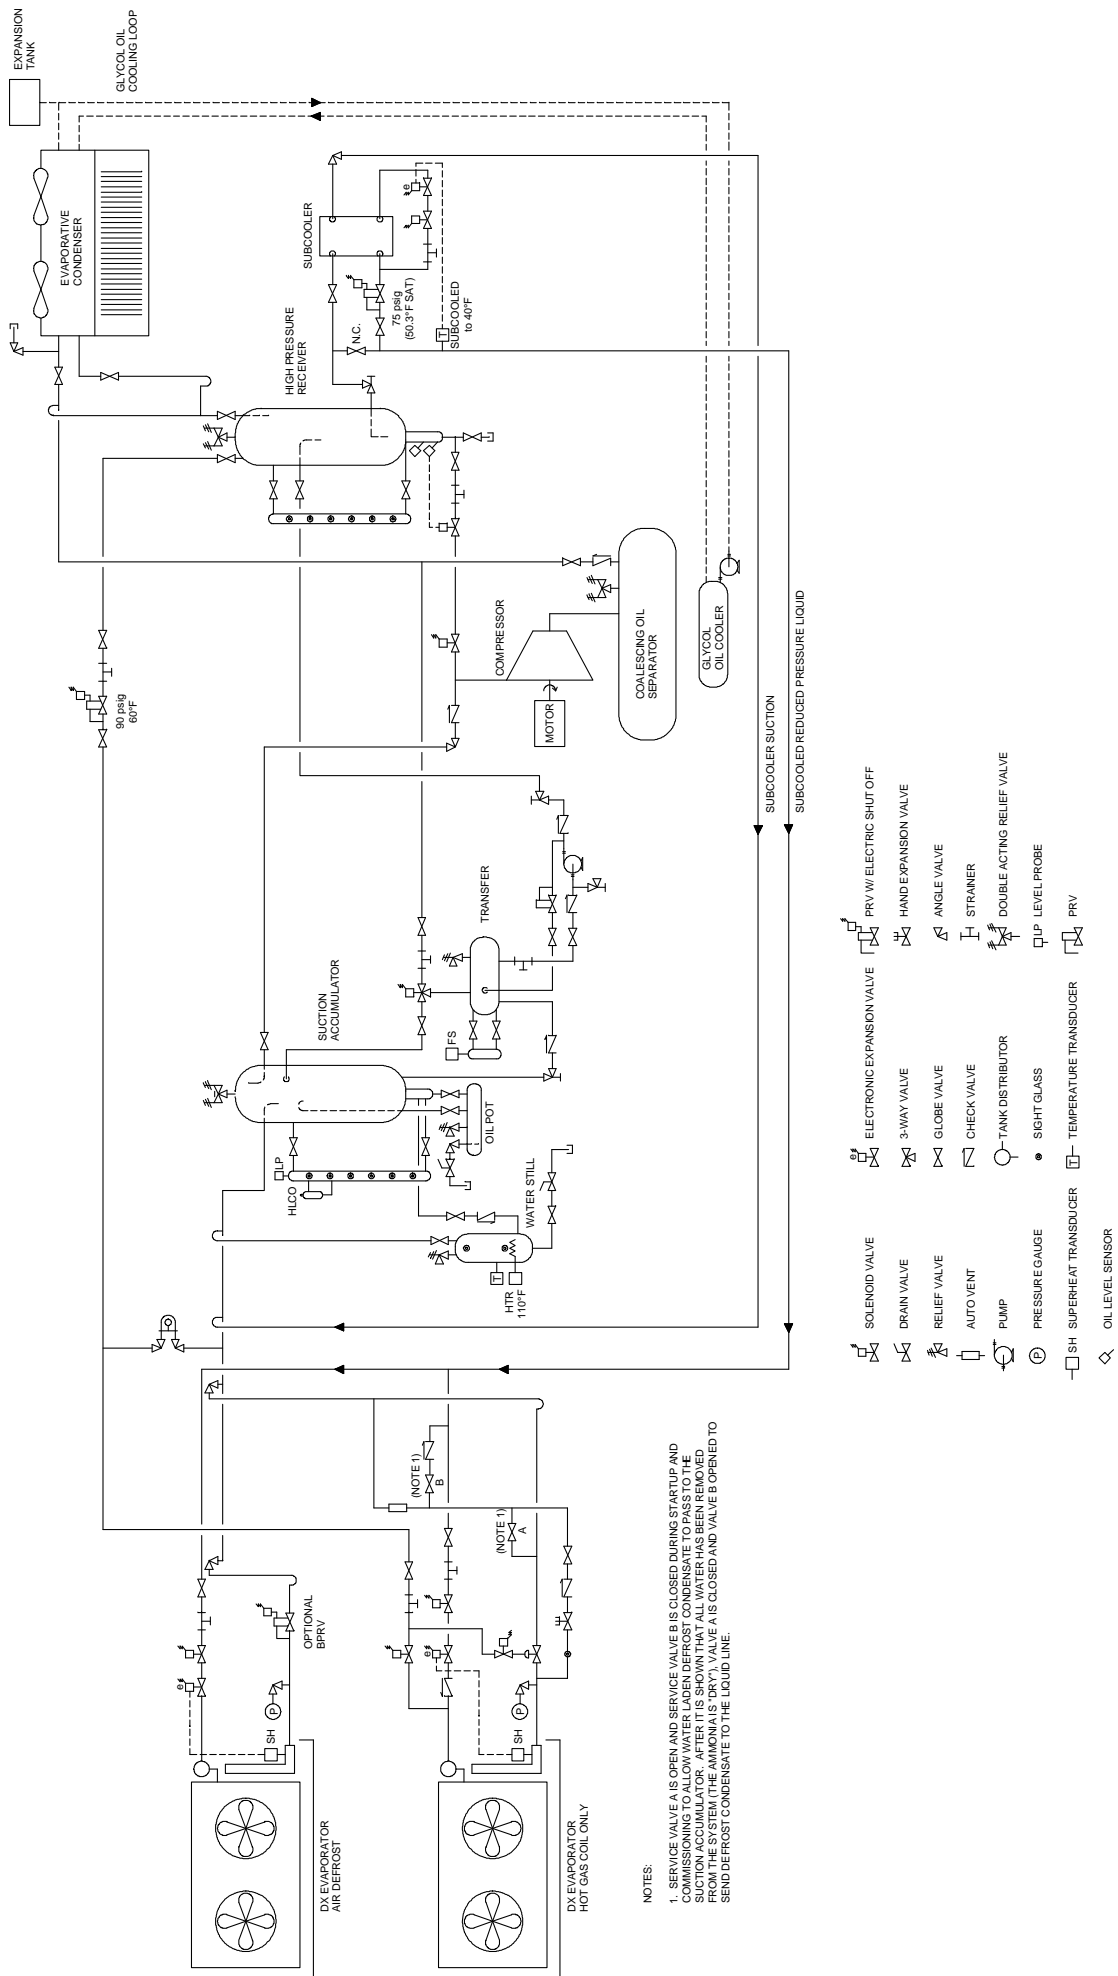 EXPANSION
TANK
GLYCOL OIL
COOLING LOOP
EVAPORATIVE
CONDENSER
SUBCOOLER
e
N.C.
75 psig
(50.3°F SAT)
T
SUBCOOLED
to 40°F
HIGH PRESSURE
RECEIVER
90 psig
60°F
COMPRESSOR
MOTOR
COALESCING OIL
SEPARATOR
GLYCOL
OIL COOLER
SUBCOOLER SUCTION
SUBCOOLED REDUCED PRESSURE LIQUID
TRANSFER
FS
SUCTION
ACCUMULATOR
LP
HLCO
OIL POT
WATER STILL
T
HTR
110°F
(NOTE 1)
B
(NOTE 1)
A
OPTIONAL
BPRV
e
P
SH
e
P
SH
DX EVAPORATOR
AIR DEFROST
DX EVAPORATOR
HOT GAS COIL ONLY
NOTES:
1. SERVICE VALVE A IS OPEN AND SERVICE VALVE B IS CLOSED DURING STARTUP AND
COMMISSIONING TO ALLOW WATER LADEN DEFROST CONDENSATE TO PASS TO THE
SUCTION ACCUMULATOR. AFTER IT IS SHOWN THAT ALL WATER HAS BEEN REMOVED
FROM THE SYSTEM (THE AMMONIA IS "DRY"), VALVE A IS CLOSED AND VALVE B OPENED TO
SEND DEFROST CONDENSATE TO THE LIQUID LINE.
SOLENOID VALVE
DRAIN VALVE
RELIEF VALVE
AUTO VENT
PUMP
P PRESSURE GAUGE
SH SUPERHEAT TRANSDUCER
OIL LEVEL SENSOR
e ELECTRONIC EXPANSION VALVE
3-WAY VALVE
GLOBE VALVE
CHECK VALVE
TANK DISTRIBUTOR
SIGHT GLASS
T TEMPERATURE TRANSDUCER
PRV W/ ELECTRIC SHUT OFF
HAND EXPANSION VALVE
ANGLE VALVE
STRAINER
DOUBLE ACTING RELIEF VALVE
LP LEVEL PROBE
PRV